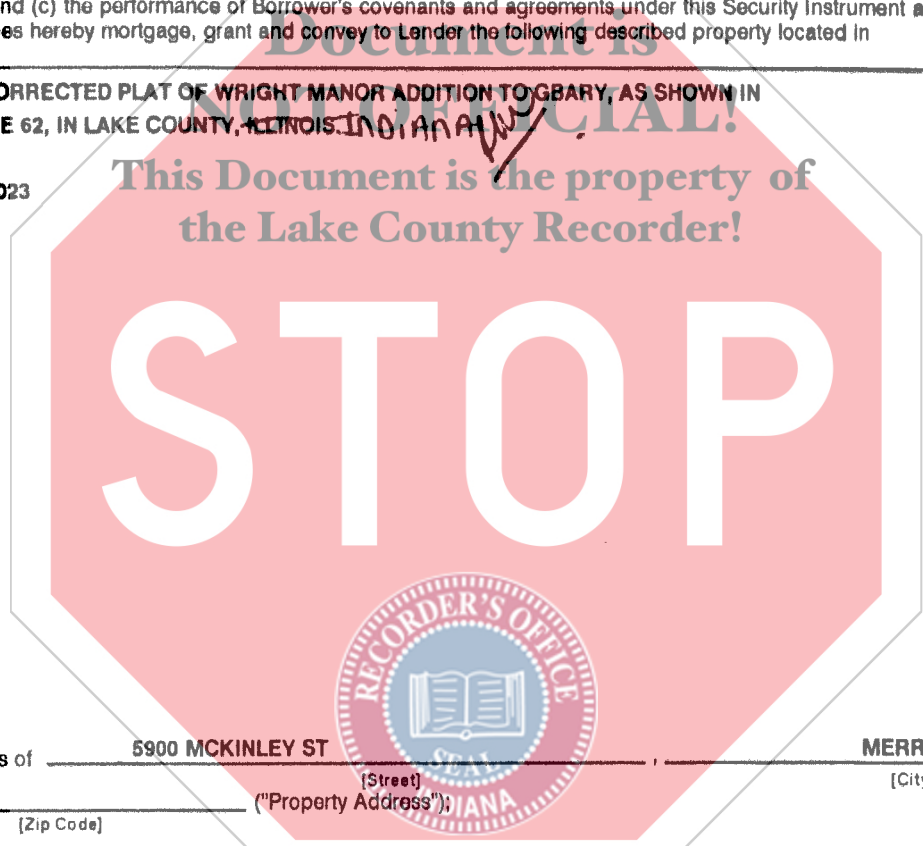 nd (c) the performance of Borrower's covenants and agreements under this Security Instrument a
es hereby mortgage, grant and convey to Lender the following described property located in
Document is
ORRECTED PLAT OF WRIGHT MANOR ADDITION TO GBARY, AS SHOWN IN
NOT OFFICIAL!
E 62, IN LAKE COUNTY, ILLINOIS. INDIANA
This Document is the property of
023
the Lake County Recorder!
STOP
RECORDER'S OFFICE
SEAL
INDIANA
s of 5900 MCKINLEY ST , MERR
[Street] [City
("Property Address");
[Zip Code]